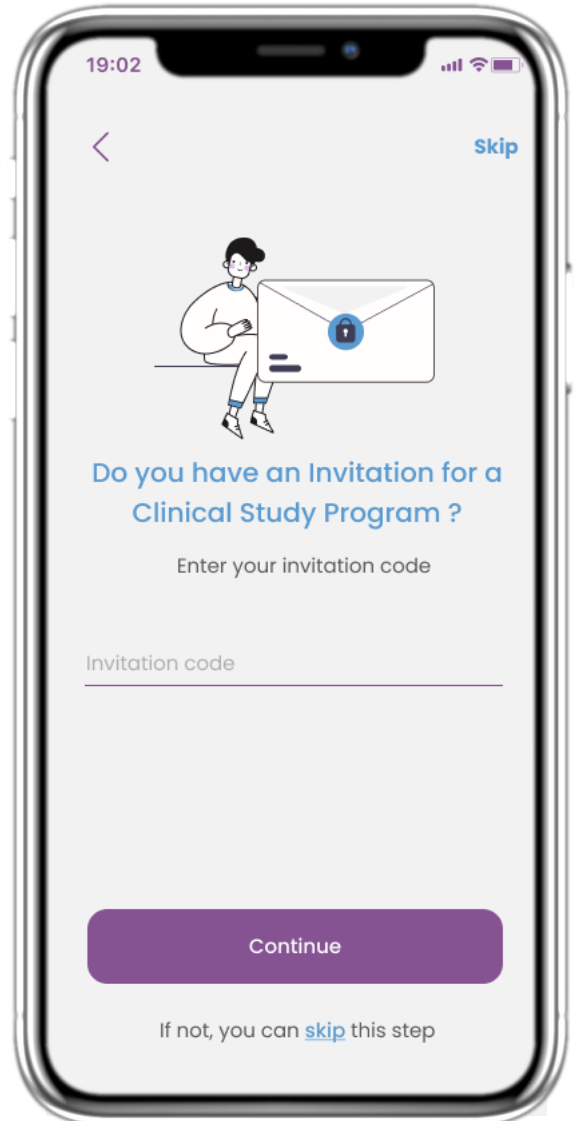 19:02
Skip
Do you have an Invitation for a
Clinical Study Program ?
Enter your invitation code
Invitation code
Continue
If not, you can skip this step